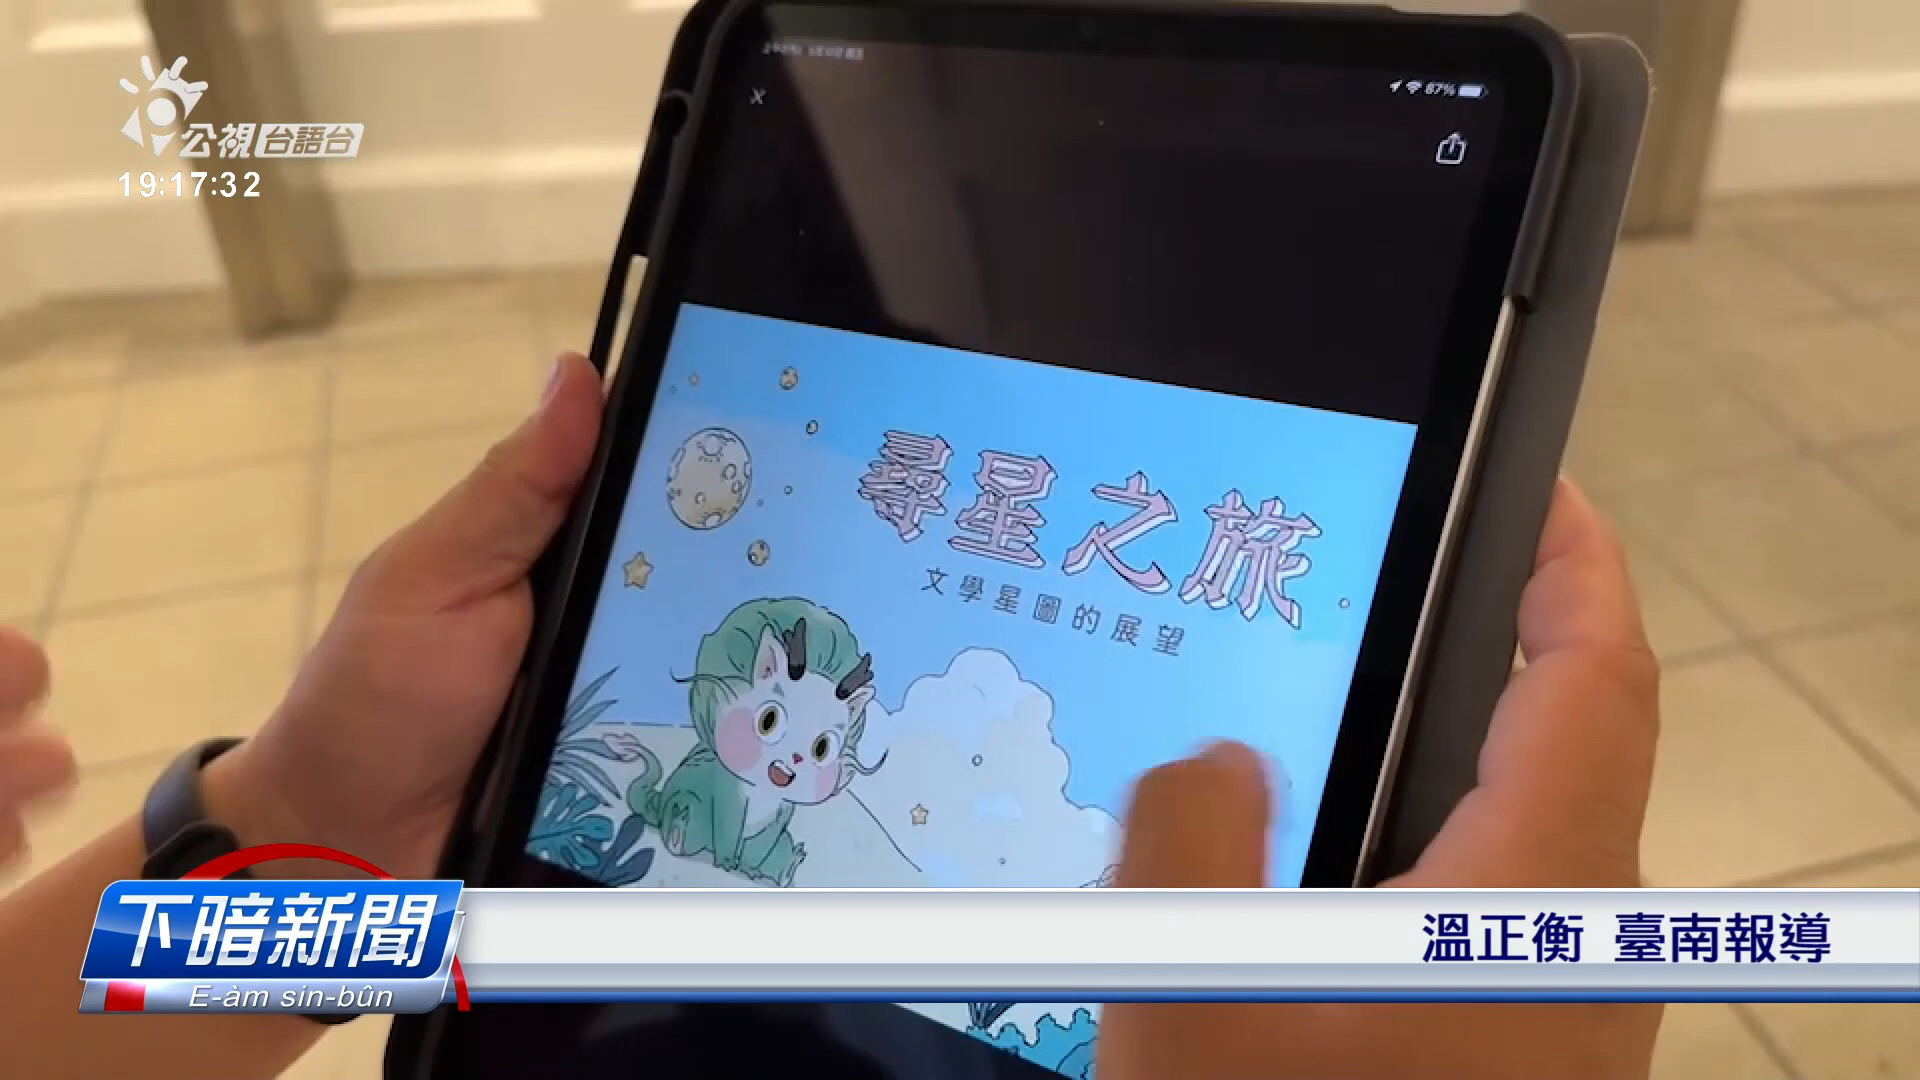 公視 台語台
19:17:32
87%
尋星之旅
文學星圖的展望
下暗新聞
E-àm sin-bûn
溫正衡 臺南報導